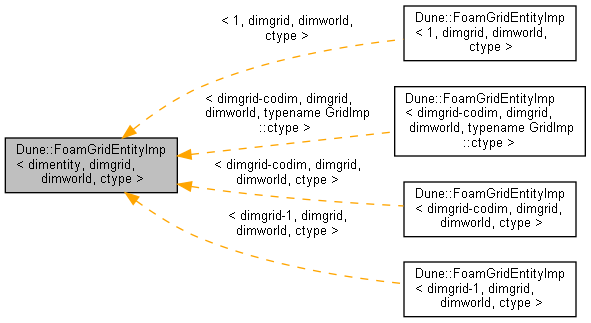 Dune::FoamGridEntityImp
< dimentity, dimgrid,
dimworld, ctype >
< 1, dimgrid, dimworld,
ctype >
Dune::FoamGridEntityImp
< 1, dimgrid, dimworld,
ctype >
< dimgrid-codim, dimgrid,
dimworld, typename GridImp
::ctype >
Dune::FoamGridEntityImp
< dimgrid-codim, dimgrid,
dimworld, typename GridImp
::ctype >
< dimgrid-codim, dimgrid,
dimworld, ctype >
Dune::FoamGridEntityImp
< dimgrid-codim, dimgrid,
dimworld, ctype >
< dimgrid-1, dimgrid,
dimworld, ctype >
Dune::FoamGridEntityImp
< dimgrid-1, dimgrid,
dimworld, ctype >